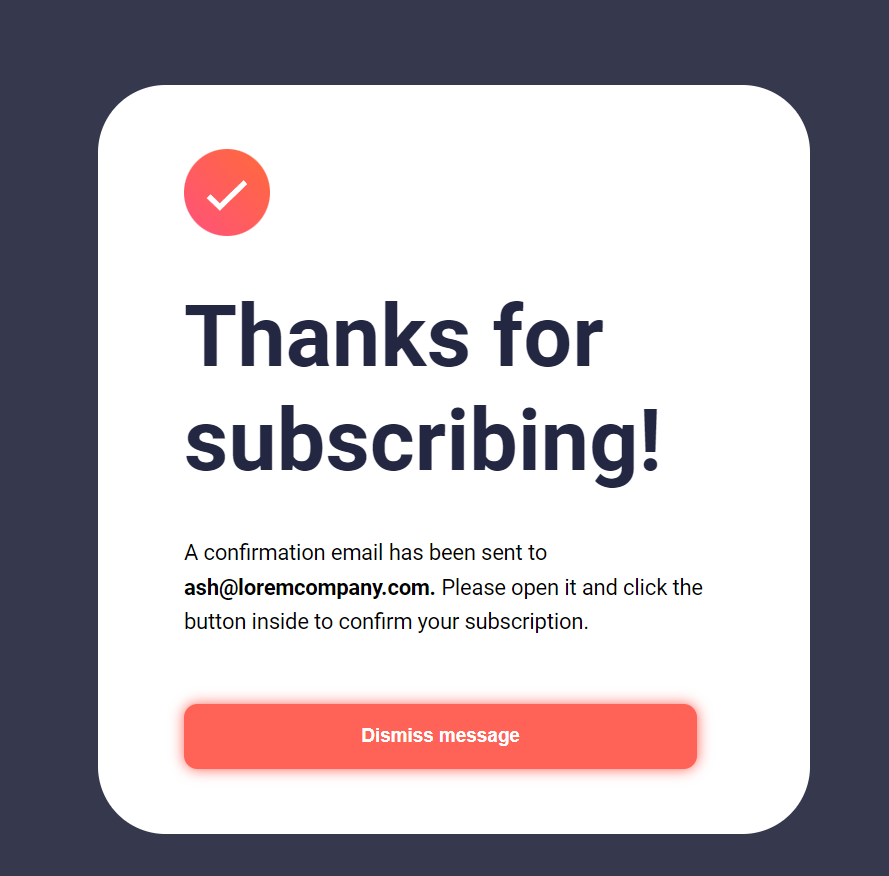 Thanks for
subscribing!
A confirmation email has been sent to
ash@loremcompany.com. Please open it and click the
button inside to confirm your subscription.
Dismiss message